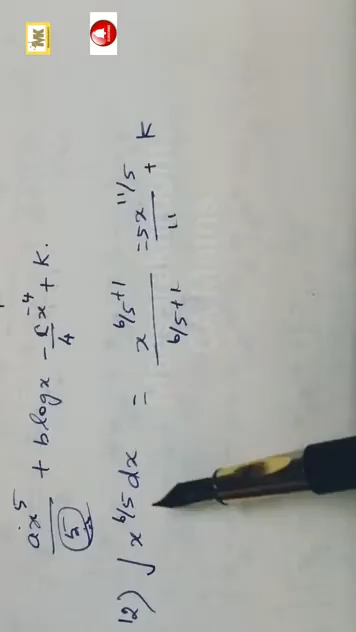 MK
ax^5/5 + b log x - c/4 x^-4 + k.
12) ∫ x^6/5 dx = x^(6/5+1)/(6/5+1) = 5x^11/5/11 + k